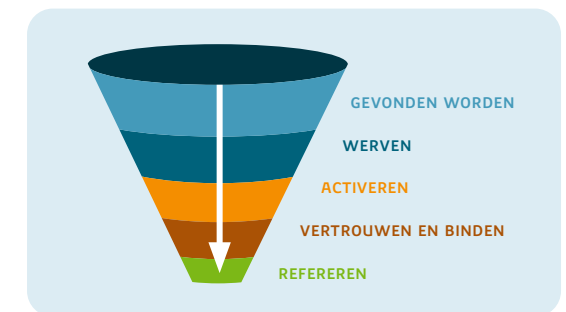 GEVONDEN WORDEN
WERVEN
ACTIVEREN
VERTROUWEN EN BINDEN
REFEREREN